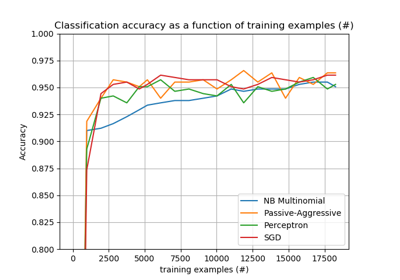 Classification accuracy as a function of training examples (#)
1.000
0.975
0.950
0.925
0.900
0.875
0.850
0.825
0.800
Accuracy
NB Multinomial
Passive-Aggressive
Perceptron
SGD
0 2500 5000 7500 10000 12500 15000 17500
training examples (#)